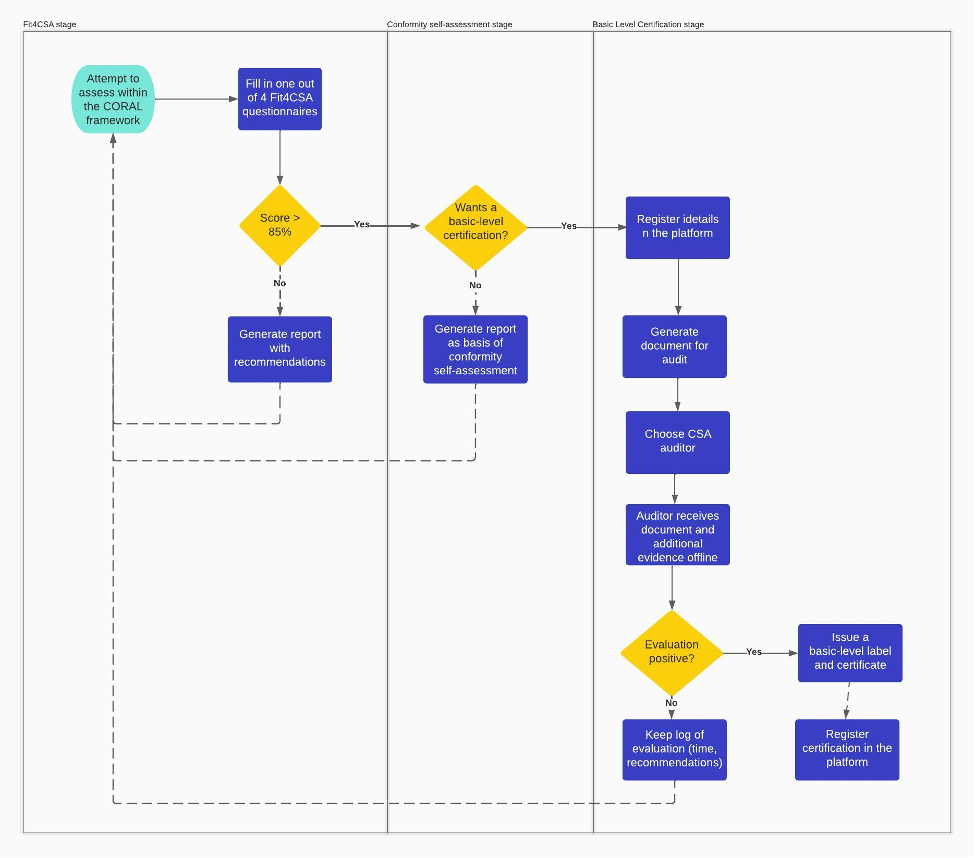 Fit4CSA stage
Conformity self-assessment stage
Basic Level Certification stage
Attempt to
assess within
the CORAL
framework
Fill in one out
of 4 Fit4CSA
questionnaires
Score >
85%
Yes
No
Generate report
with
recommendations
Wants a
basic-level
certification?
Yes
No
Generate report
as basis of
conformity
self-assessment
Register idetails
n the platform
Generate
document for
audit
Choose CSA
auditor
Auditor receives
document and
additional
evidence offline
Evaluation
positive?
Yes
No
Issue a
basic-level label
and certificate
Keep log of
evaluation (time,
recommendations)
Register
certification in the
platform